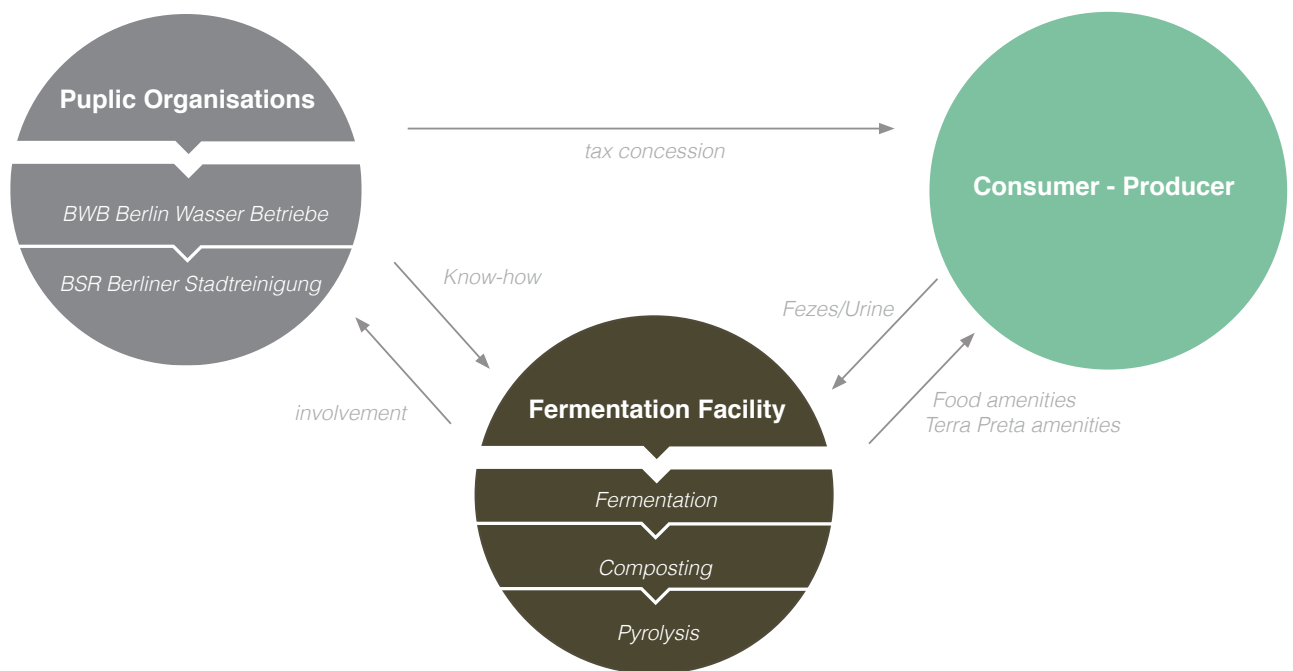 Puplic Organisations
BWB Berlin Wasser Betriebe
BSR Berliner Stadtreinigung
tax concession
Consumer - Producer
Know-how
involvement
Fezes/Urine
Food amenities
Terra Preta amenities
Fermentation Facility
Fermentation
Composting
Pyrolysis